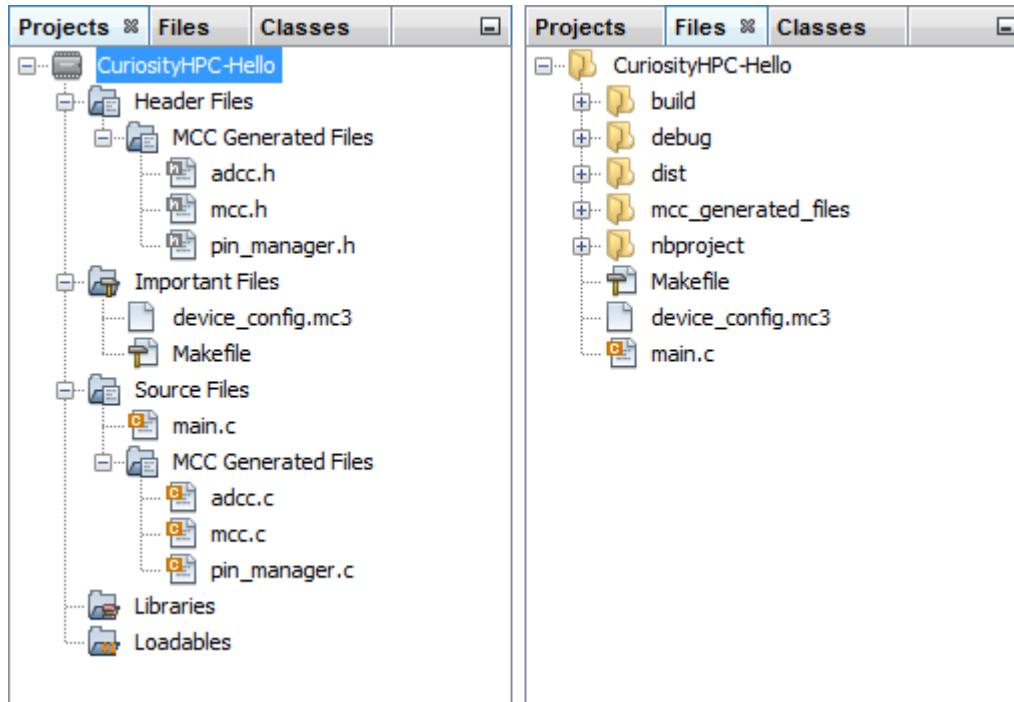 Projects Files Classes
CuriosityHPC-Hello
Header Files
MCC Generated Files
adcc.h
mcc.h
pin_manager.h
Important Files
device_config.mc3
Makefile
Source Files
main.c
MCC Generated Files
adcc.c
mcc.c
pin_manager.c
Libraries
Loadables
Projects Files Classes
CuriosityHPC-Hello
build
debug
dist
mcc_generated_files
nbproject
Makefile
device_config.mc3
main.c